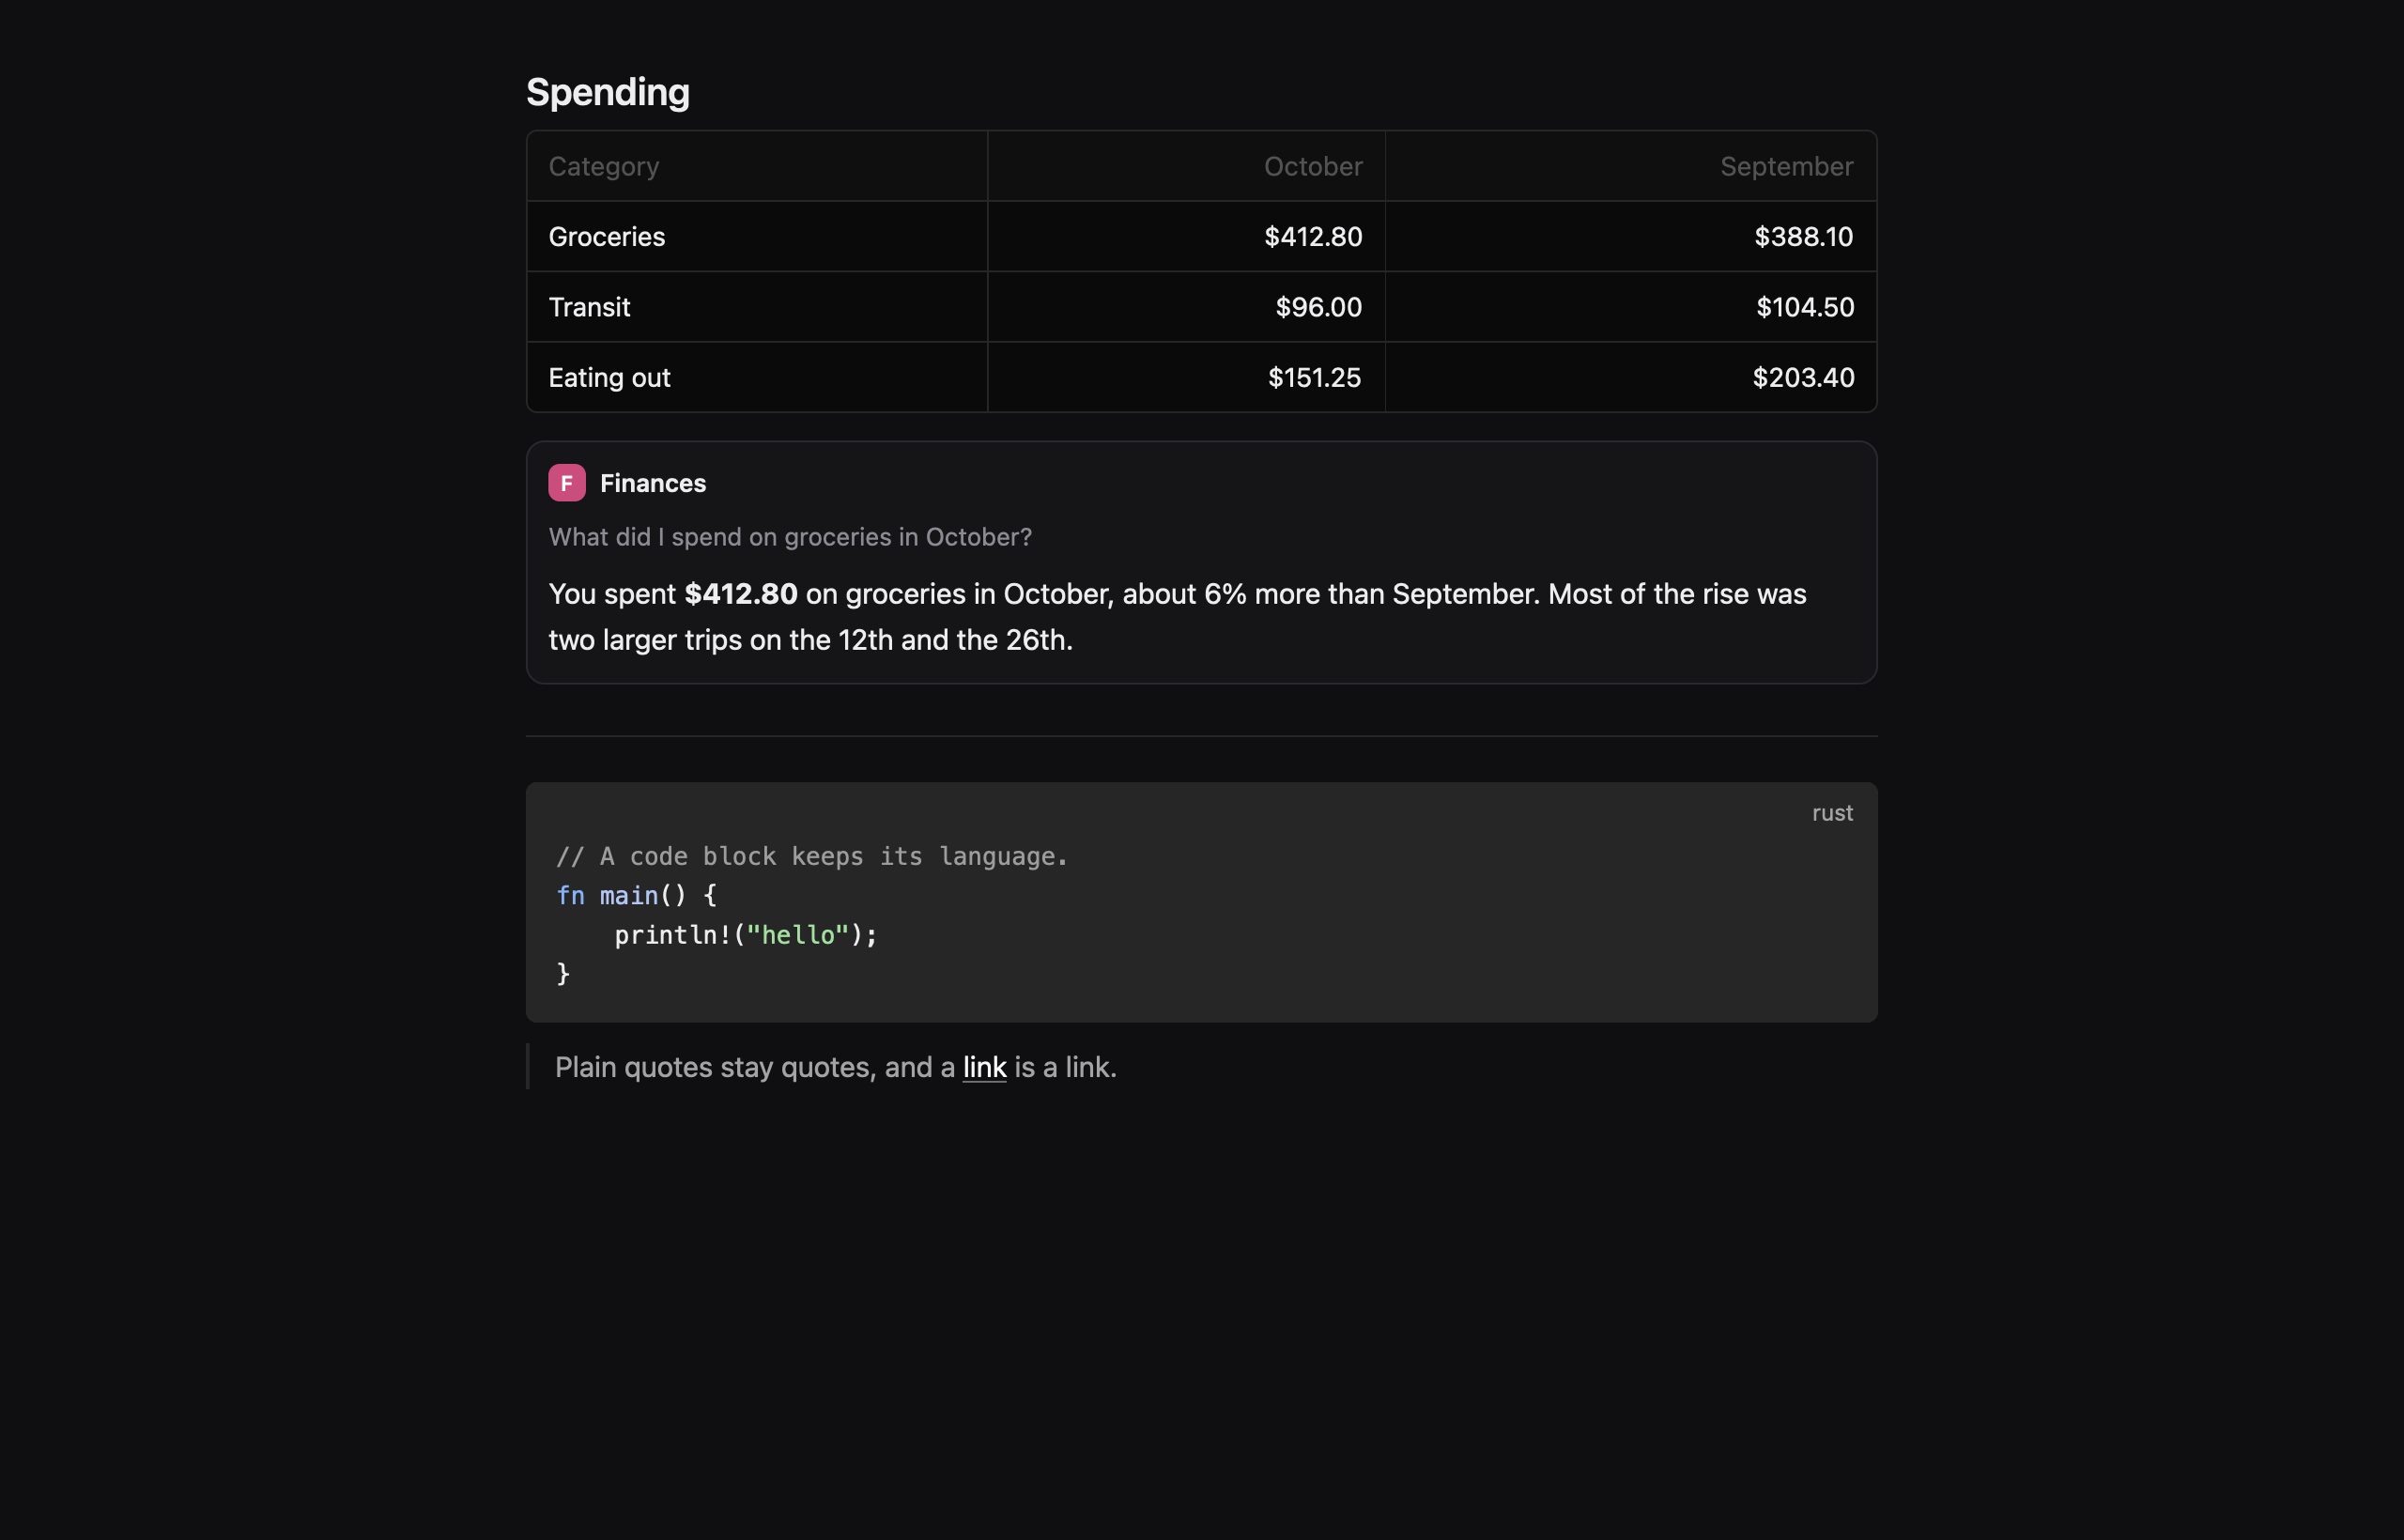 Spending
Category October September
Groceries $412.80 $388.10
Transit $96.00 $104.50
Eating out $151.25 $203.40
F Finances
What did I spend on groceries in October?
You spent $412.80 on groceries in October, about 6% more than September. Most of the rise was
two larger trips on the 12th and the 26th.
rust
// A code block keeps its language.
fn main() {
    println!("hello");
}
Plain quotes stay quotes, and a link is a link.